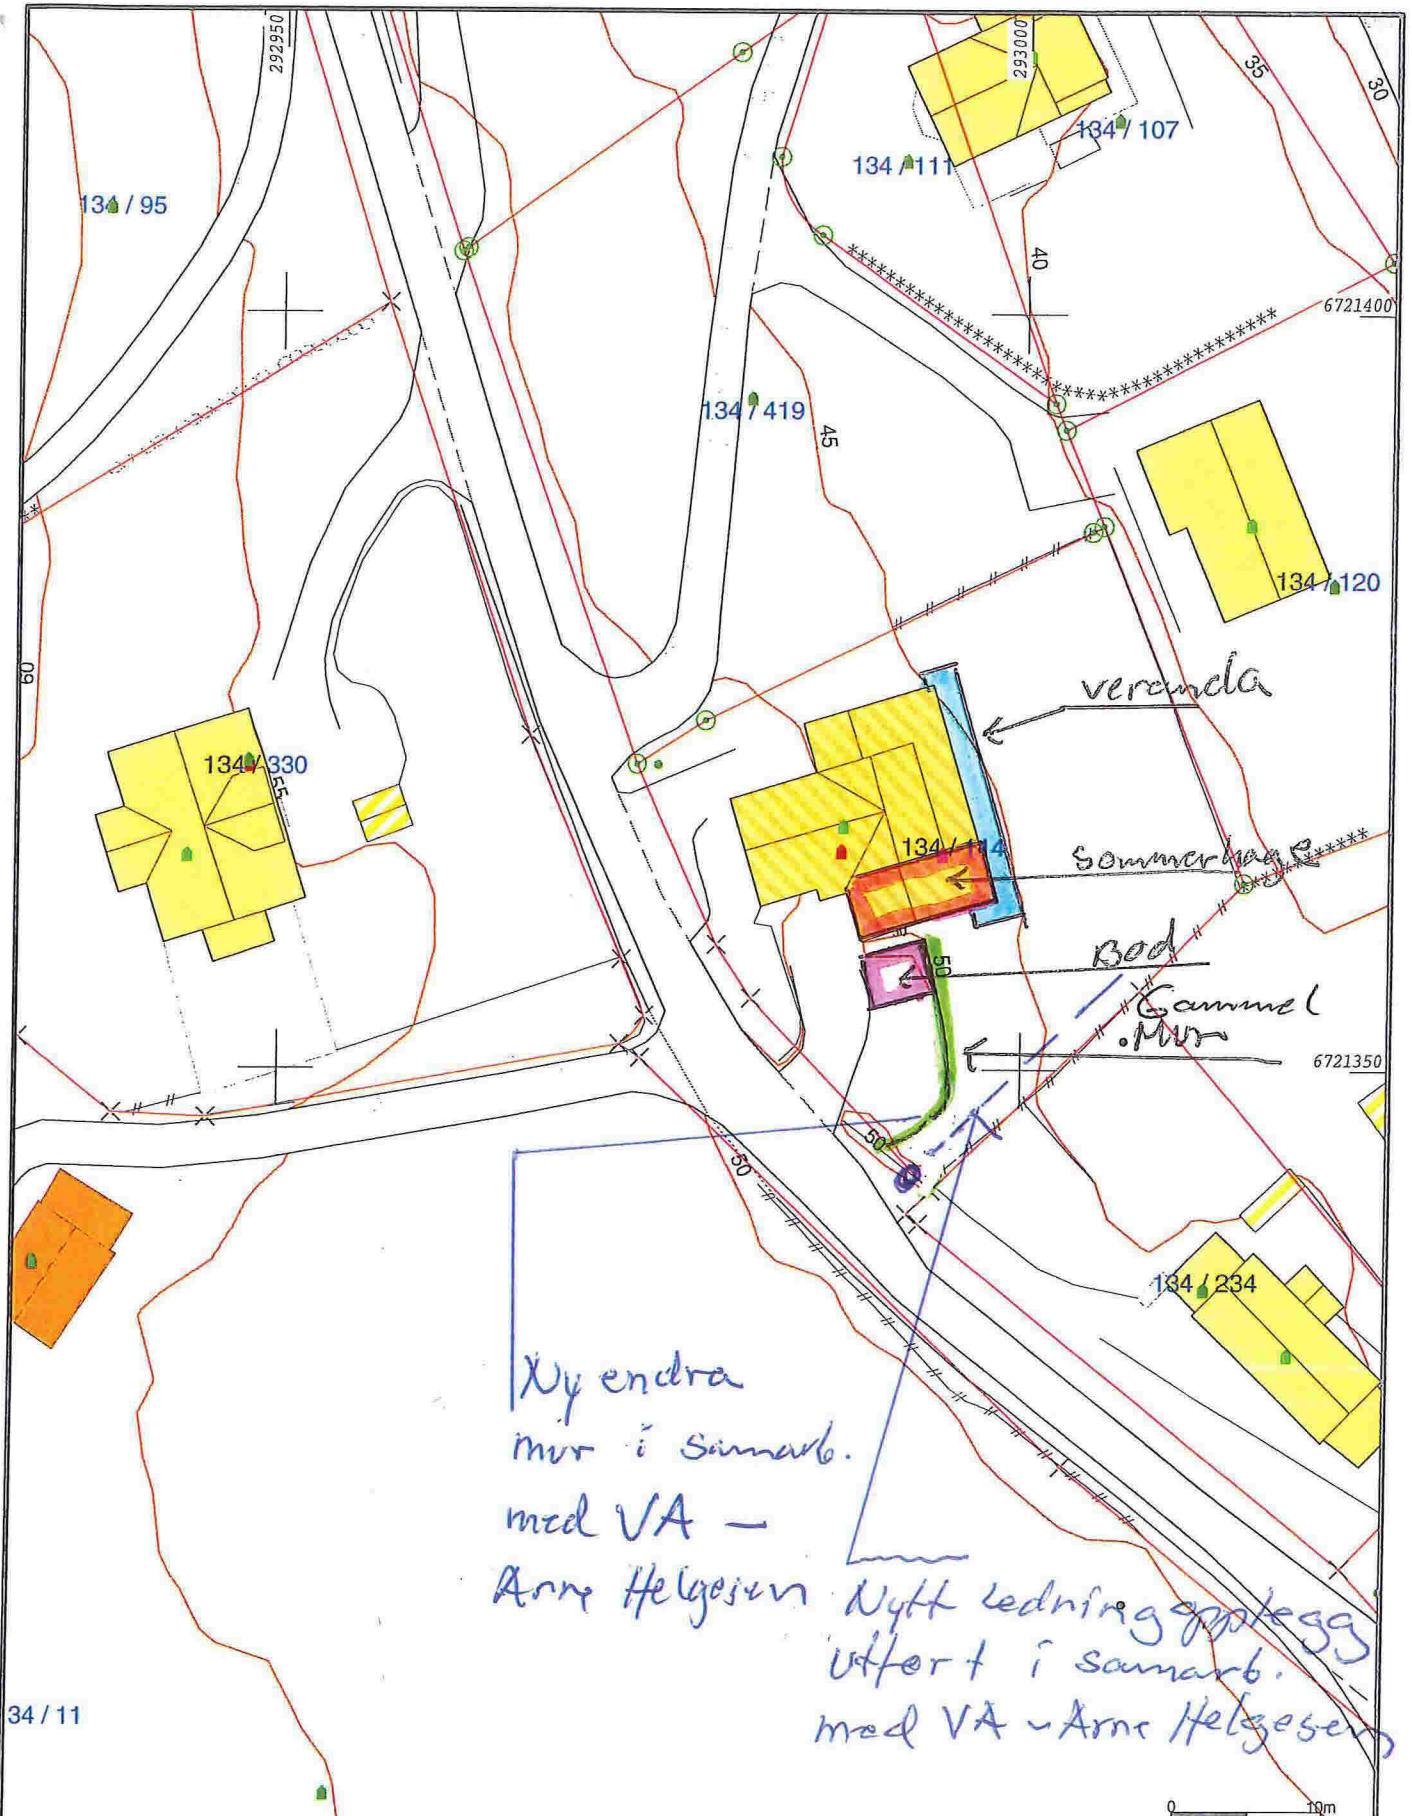 292950
293000
35
30
134 / 107
134 / 111
134 / 95
40
6721400
134 / 419
45
134 / 120
60
veranda
134 / 330
55
134 / 114
sommerhage
Bod
50
Gammel
Mur
6721350
50
50
134 / 234
Ny endra
mur i samarb.
med VA –
Arne Helgesen
Nytt ledningopplegg
utført i samarb.
med VA - Arne Helgesen
34 / 11
0 10m